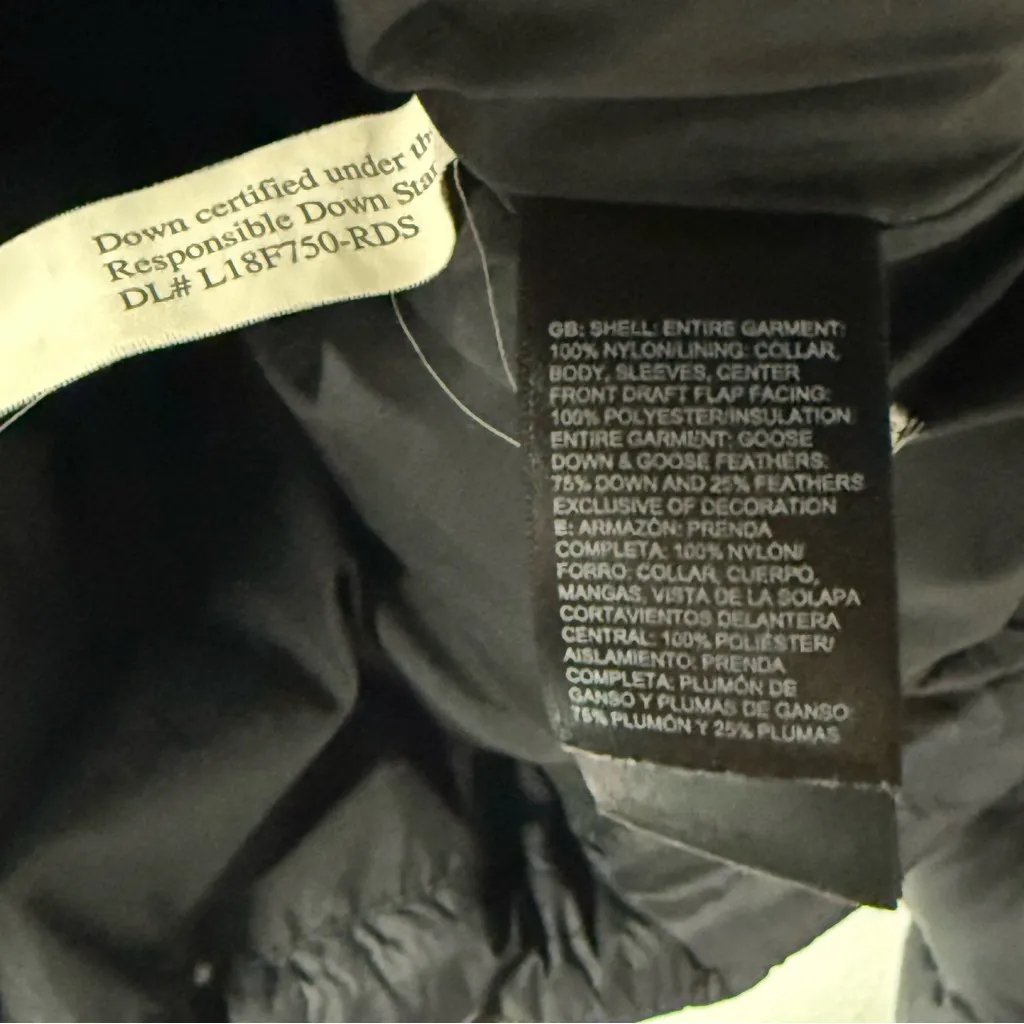 Down certified under
Responsible Down
DL# L18F750-RDS
GB: SHELL: ENTIRE GARMENT:
100% NYLON/LINING: COLLAR,
BODY, SLEEVES, CENTER
FRONT DRAFT FLAP FACING:
100% POLYESTER/INSULATION
ENTIRE GARMENT: GOOSE
DOWN & GOOSE FEATHERS:
75% DOWN AND 25% FEATHERS
EXCLUSIVE OF DECORATION
E: ARMAZÓN: PRENDA
COMPLETA: 100% NYLON/
FORRO: COLLAR, CUERPO,
MANGAS, VISTA DE LA SOLAPA
CORTAVIENTOS DELANTERA
CENTRAL: 100% POLIÉSTER/
AISLAMIENTO: PRENDA
COMPLETA: PLUMÓN DE
GANSO Y PLUMAS DE GANSO:
75% PLUMÓN Y 25% PLUMAS